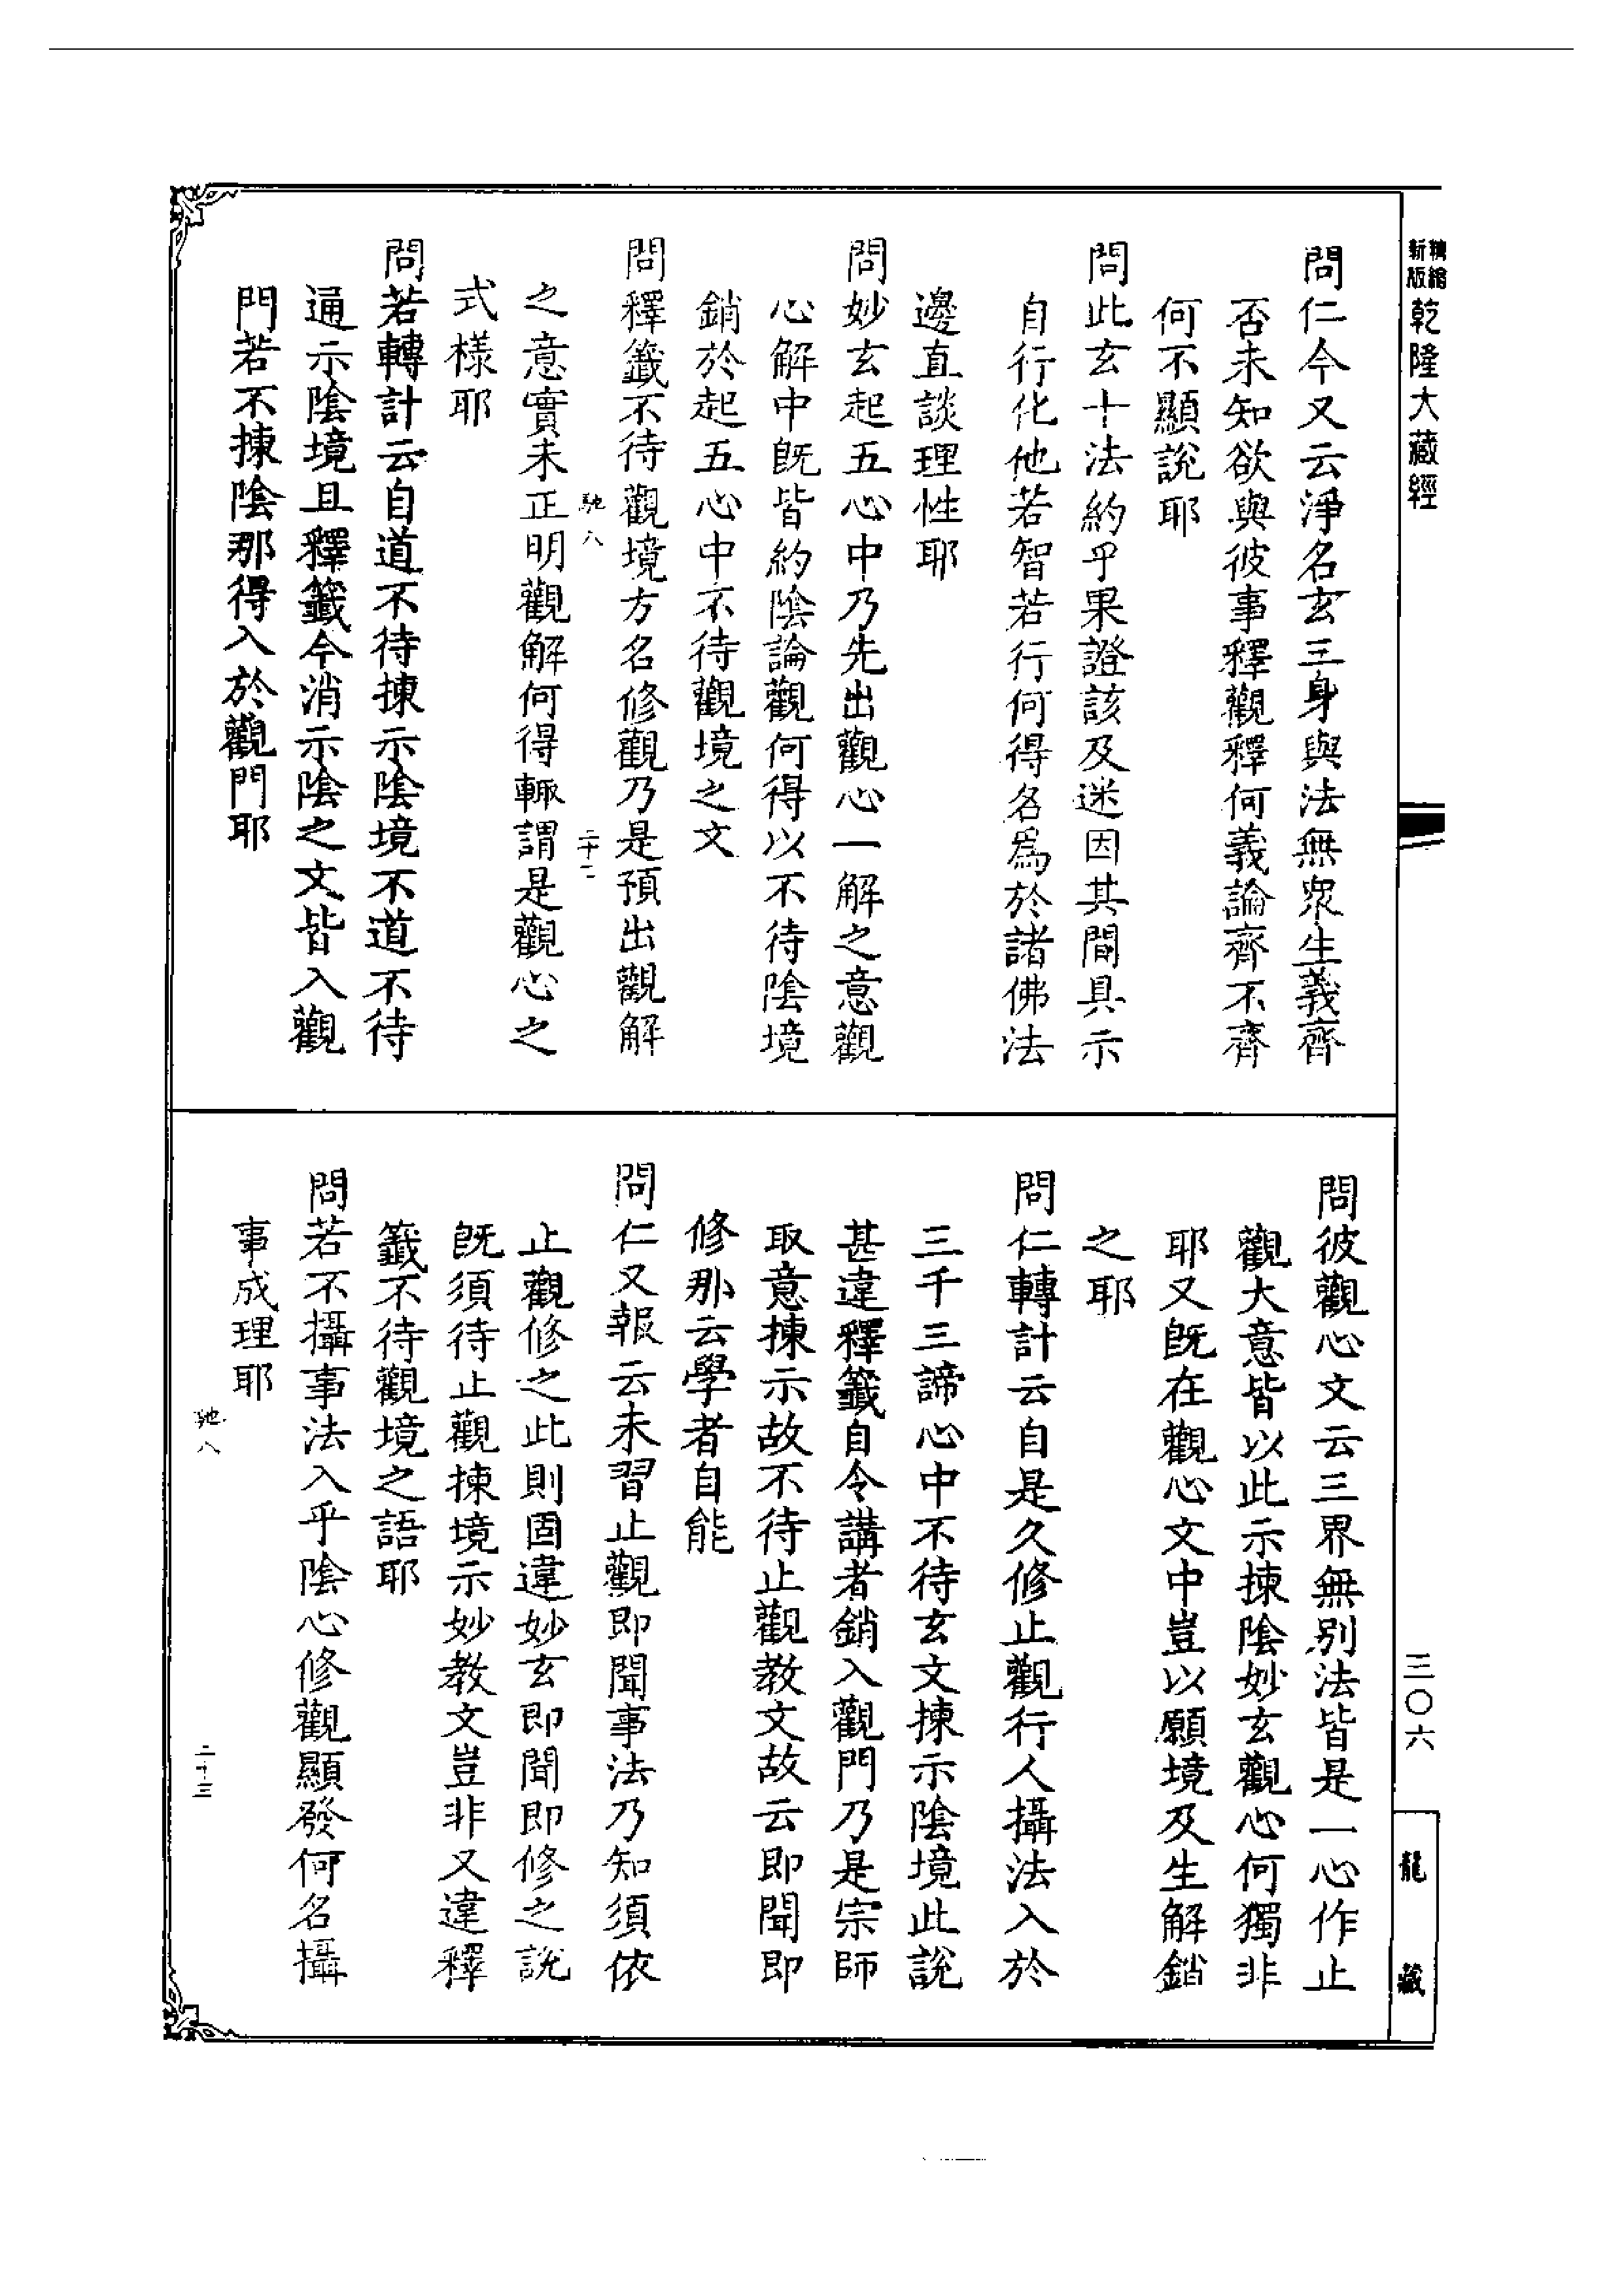 精縮新版
乾隆大藏經
問仁今又云淨名玄三身與法無衆生義齊
否未知欲與彼事釋觀釋何義論齊不齊
何不顯說耶
問此玄十法約乎果證該及迷因其間具示
自行化他若智若行何得名爲於諸佛法
邊直談理性耶
問妙玄起五心中乃先出觀心一解之意觀
心解中旣皆約陰論觀何得以不待陰境
銷於起五心中不待觀境之文
問釋籤不待觀境方名修觀乃是預出觀解
馳八
二十二
之意實未正明觀解何得輒謂是觀心之
式樣耶
問若轉計云自道不待揀示陰境不道不待
通示陰境且釋籤今消示陰之文皆入觀
門若不揀陰那得入於觀門耶
三〇六
龍藏
問彼觀心文云三界無別法皆是一心作止
觀大意皆以此示揀陰妙玄觀心何獨非
耶又旣在觀心文中豈以願境及生解銷
之耶
問仁轉計云自是久修止觀行人攝法入於
三千三諦心中不待玄文揀示陰境此說
甚違釋籤自令講者銷入觀門乃是宗師
取意揀示故不待止觀教文故云即聞即
修那云學者自能
問仁又報云未習止觀即聞事法乃知須依
止觀修之此則固違妙玄即聞即修之說
旣須待止觀揀境示妙教文豈非又違釋
籤不待觀境之語耶
問若不攝事法入乎陰心修觀顯發何名攝
事成理耶
馳八
二十三